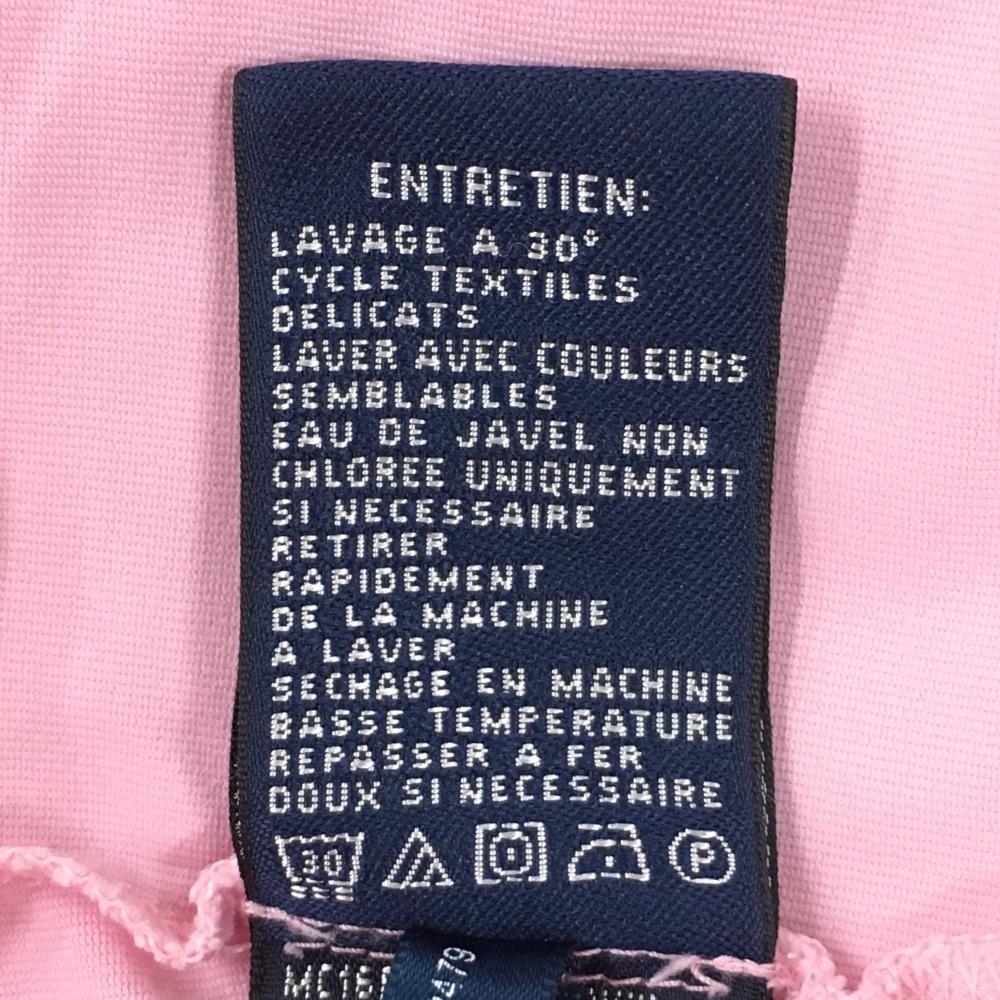 ENTRETIEN:
LAVAGE A 30°
CYCLE TEXTILES
DELICATS
LAVER AVEC COULEURS
SEMBLABLES
EAU DE JAVEL NON
CHLOREE UNIQUEMENT
SI NECESSAIRE
RETIRER
RAPIDEMENT
DE LA MACHINE
A LAVER
SECHAGE EN MACHINE
BASSE TEMPERATURE
REPASSER A FER
DOUX SI NECESSAIRE
30 P